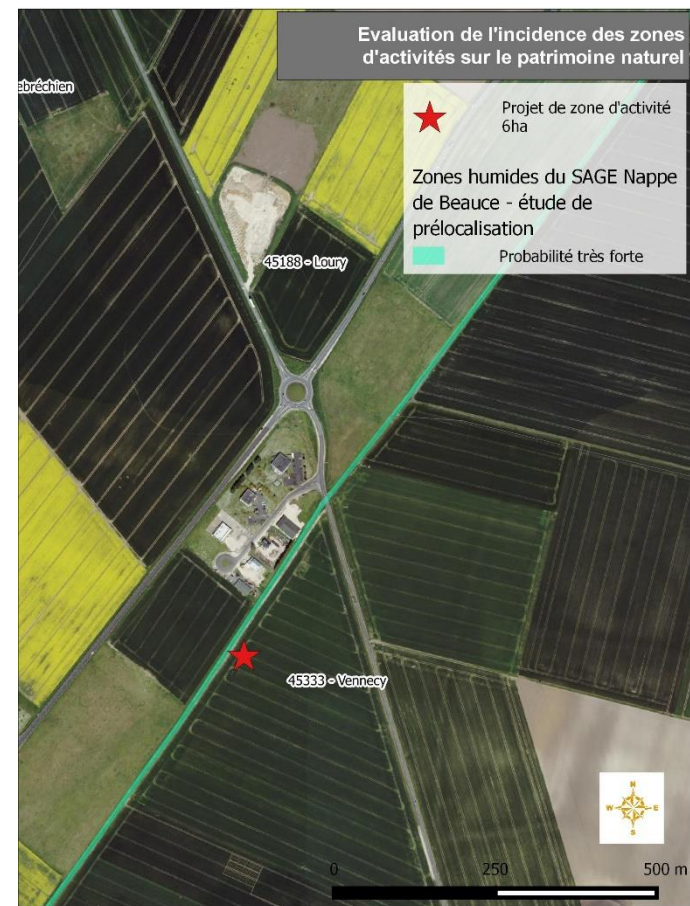 Evaluation de l'incidence des zones
d'activités sur le patrimoine naturel
ebréchien
Projet de zone d'activité
6ha
Zones humides du SAGE Nappe
de Beauce - étude de
prélocalisation
Probabilité très forte
45188 - Loury
45333 - Vennecy
N
W E
S
0 250 500 m